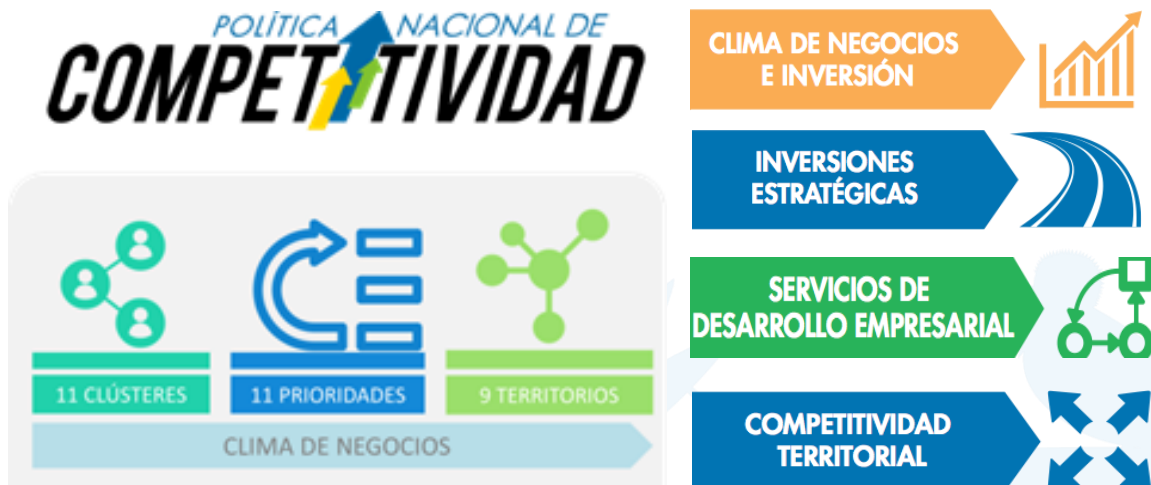 POLÍTICA NACIONAL DE
COMPETITIVIDAD
11 CLÚSTERES
11 PRIORIDADES
9 TERRITORIOS
CLIMA DE NEGOCIOS
CLIMA DE NEGOCIOS
E INVERSIÓN
INVERSIONES
ESTRATÉGICAS
SERVICIOS DE
DESARROLLO EMPRESARIAL
COMPETITIVIDAD
TERRITORIAL